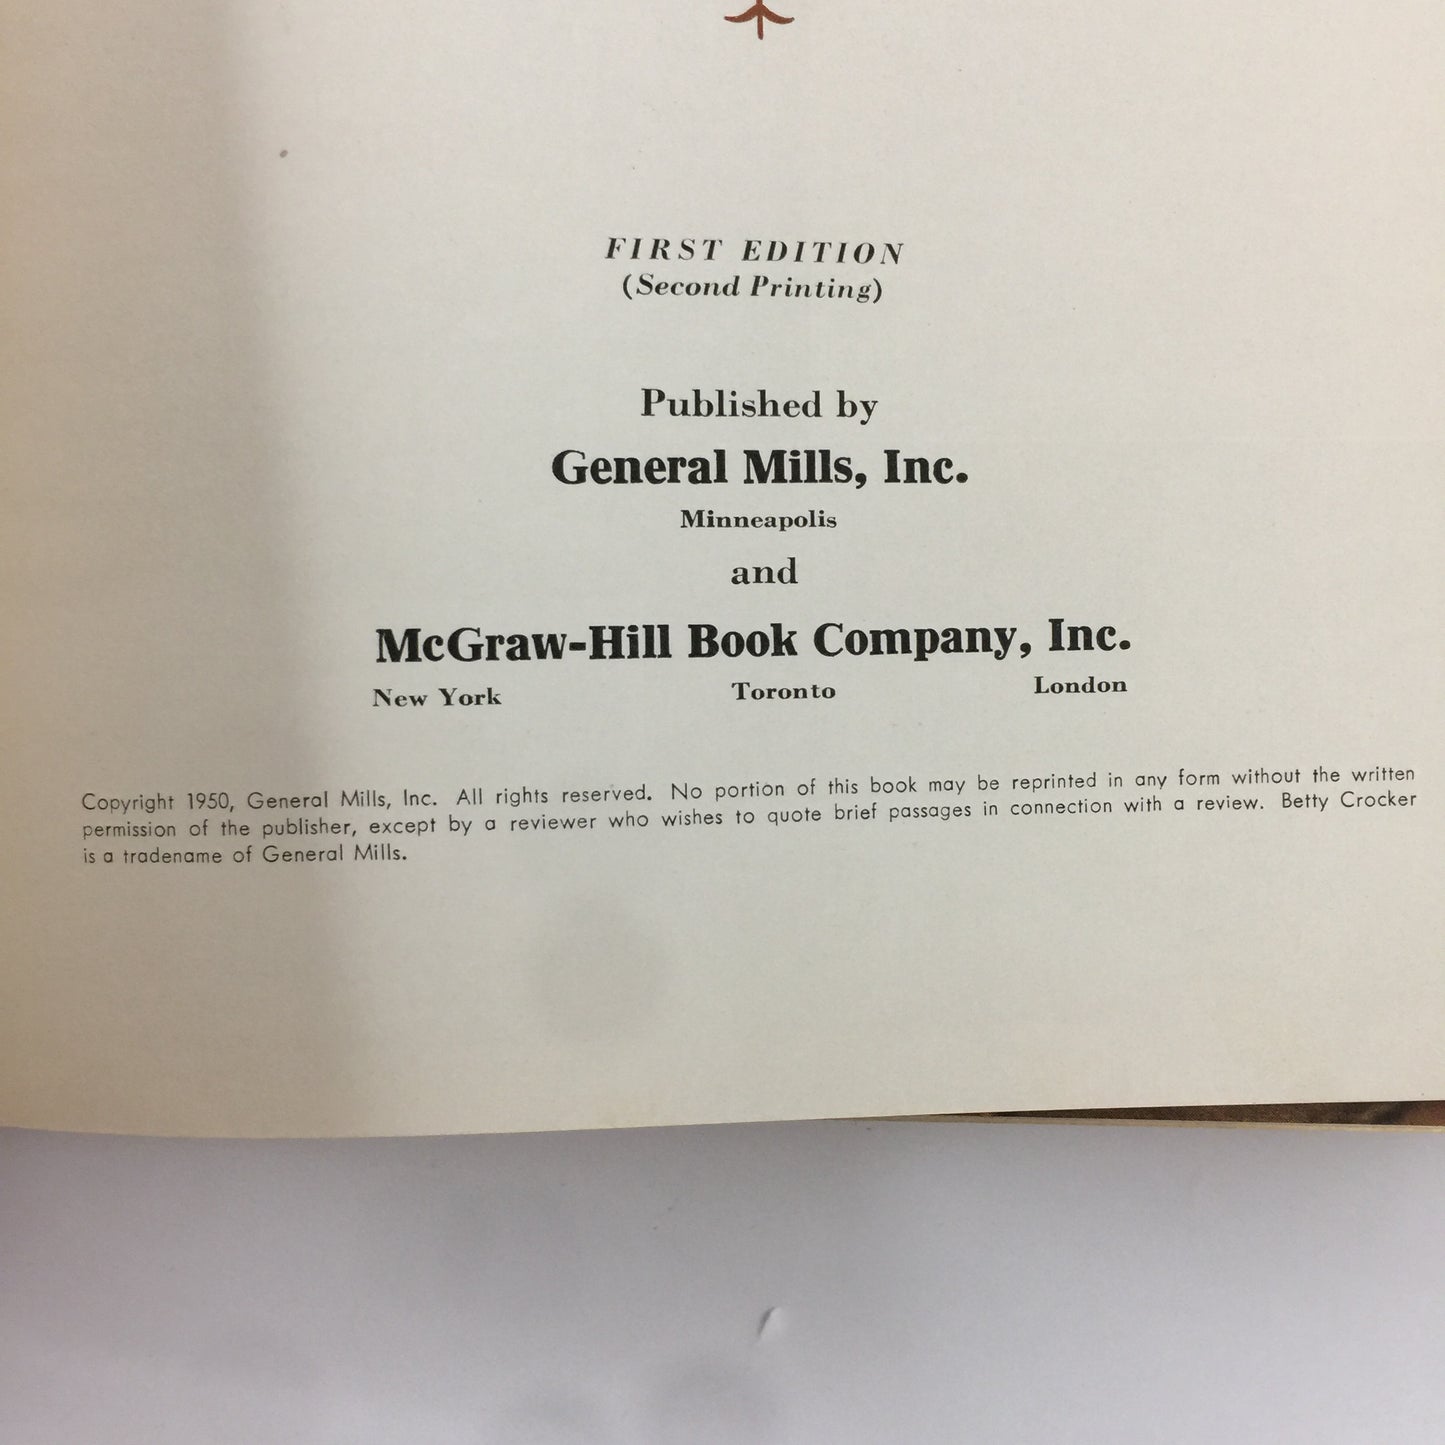 FIRST EDITION
(Second Printing)
Published by
General Mills, Inc.
Minneapolis
and
McGraw-Hill Book Company, Inc.
New York Toronto London
Copyright 1950, General Mills, Inc. All rights reserved. No portion of this book may be reprinted in any form without the written
permission of the publisher, except by a reviewer who wishes to quote brief passages in connection with a review. Betty Crocker
is a tradename of General Mills.